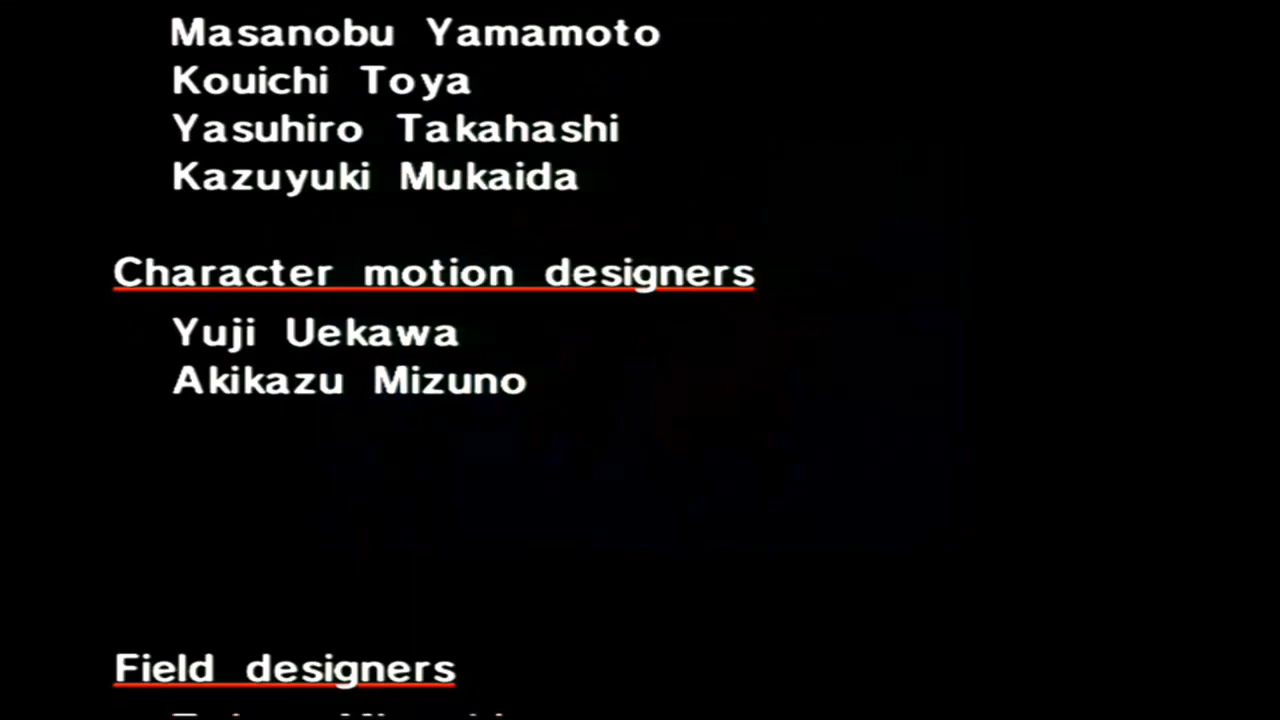 Masanobu Yamamoto
Kouichi Toya
Yasuhiro Takahashi
Kazuyuki Mukaida
Character motion designers
Yuji Uekawa
Akikazu Mizuno
Field designers